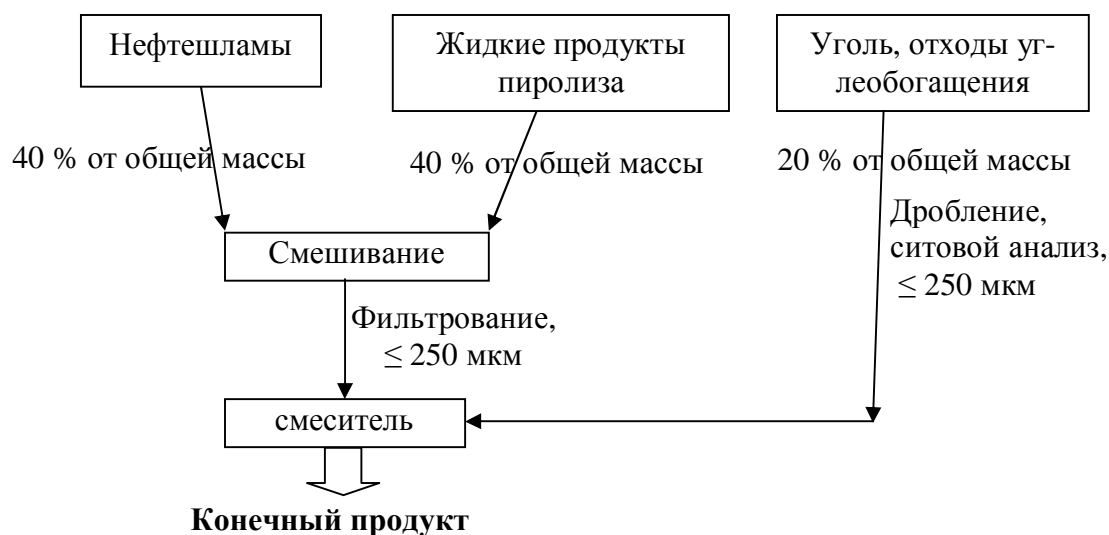 Нефтешламы
Жидкие продукты
пиролиза
Уголь, отходы уг-
леобогащения
40 % от общей массы
40 % от общей массы
20 % от общей массы
Дробление,
ситовой анализ,
≤ 250 мкм
Смешивание
Фильтрование,
≤ 250 мкм
смеситель
Конечный продукт